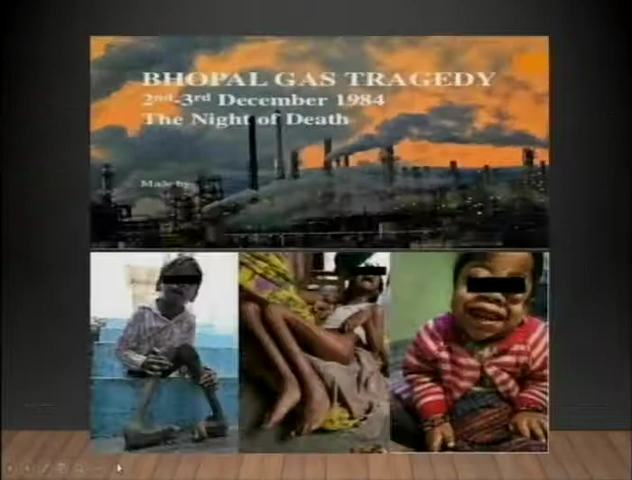 BHOPAL GAS TRAGEDY
2nd-3rd December 1984
The Night of Death